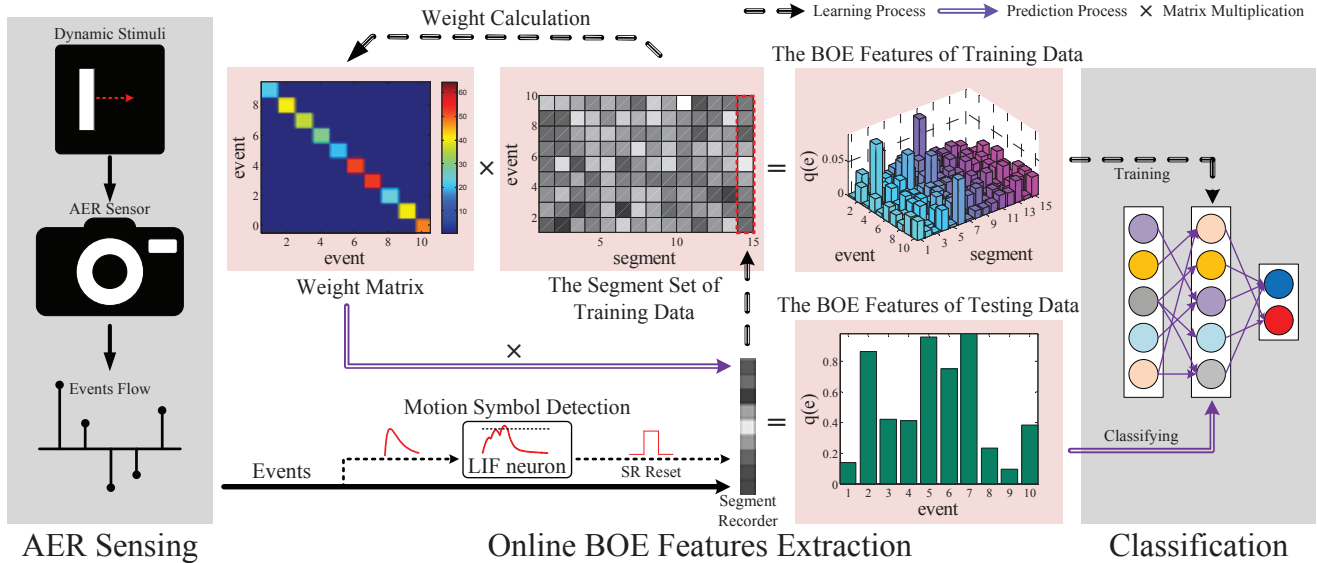 Learning Process
Prediction Process
× Matrix Multiplication
Dynamic Stimuli
AER Sensor
Events Flow
AER Sensing
Weight Calculation
event
8
6
4
2
0
2 4 6 8 10
event
60
50
40
30
20
10
Weight Matrix
×
event
10
8
6
4
2
5 10 15
segment
The Segment Set of
Training Data
=
The BOE Features of Training Data
q(e)
0.05
0
2
4
6
8
10
event
1 3 5 7 9 11 13 15
segment
×
Motion Symbol Detection
LIF neuron
SR Reset
Events
Segment
Recorder
=
The BOE Features of Testing Data
q(e)
0.8
0.6
0.4
0.2
0
1 2 3 4 5 6 7 8 9 10
event
Online BOE Features Extraction
Training
Classifying
Classification